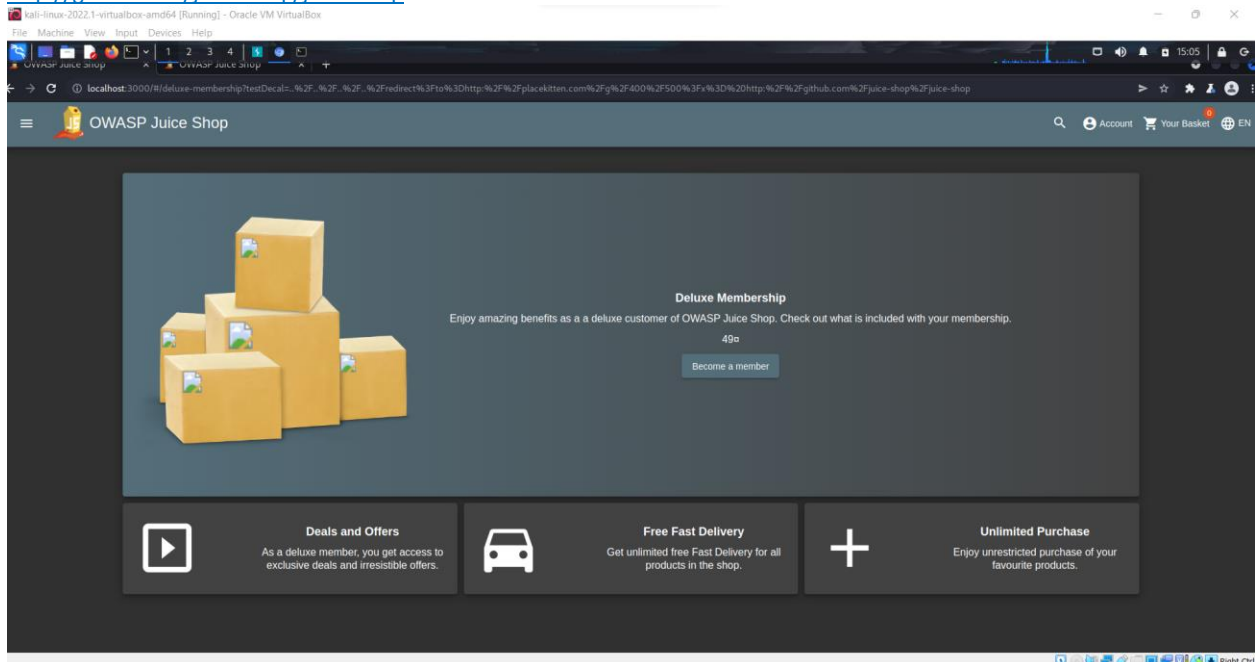 kali-linux-2022.1-virtualbox-amd64 [Running] - Oracle VM VirtualBox
File Machine View Input Devices Help
1 2 3 4
15:05
OWASP Juice Shop × OWASP Juice Shop × +
localhost:3000/#/deluxe-membership?testDecal=..%2F..%2F..%2F..%2Fredirect%3Fto%3Dhttp:%2F%2Fplacekitten.com%2Fg%2F400%2F500%3Fx%3D%20http:%2F%2Fgithub.com%2Fjuice-shop%2Fjuice-shop
OWASP Juice Shop
Account
Your Basket
0
EN
Deluxe Membership
Enjoy amazing benefits as a a deluxe customer of OWASP Juice Shop. Check out what is included with your membership.
49¤
Become a member
Deals and Offers
As a deluxe member, you get access to
exclusive deals and irresistible offers.
Free Fast Delivery
Get unlimited free Fast Delivery for all
products in the shop.
Unlimited Purchase
Enjoy unrestricted purchase of your
favourite products.
Right Ctrl